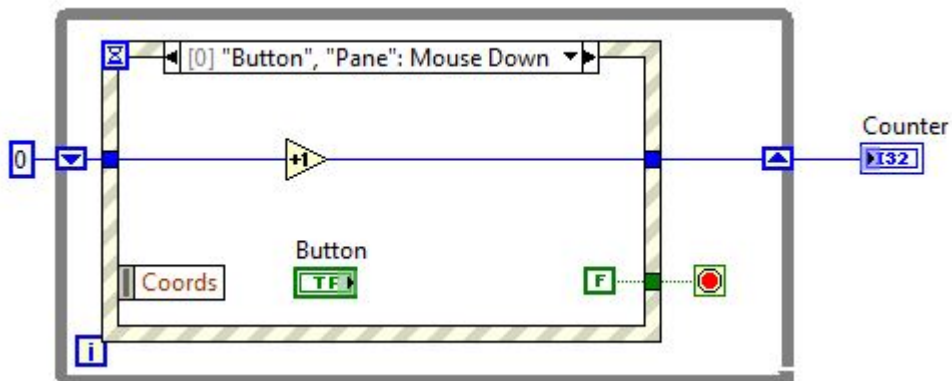 [0] "Button", "Pane": Mouse Down
0
+1
Counter
I32
Button
Coords
TF
F
i